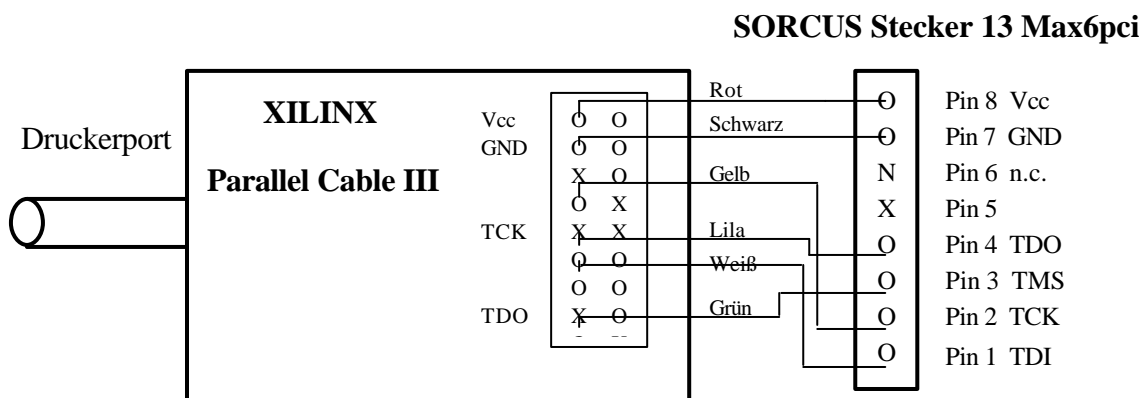 SORCUS Stecker 13 Max6pci
Druckerport
XILINX
Parallel Cable III
Vcc
GND
TCK
TDO
O O
O O
X O
O X
X X
O O
O O
X O
Rot
Schwarz
Gelb
Lila
Weiß
Grün
O
O
N
X
O
O
O
O
Pin 8 Vcc
Pin 7 GND
Pin 6 n.c.
Pin 5
Pin 4 TDO
Pin 3 TMS
Pin 2 TCK
Pin 1 TDI